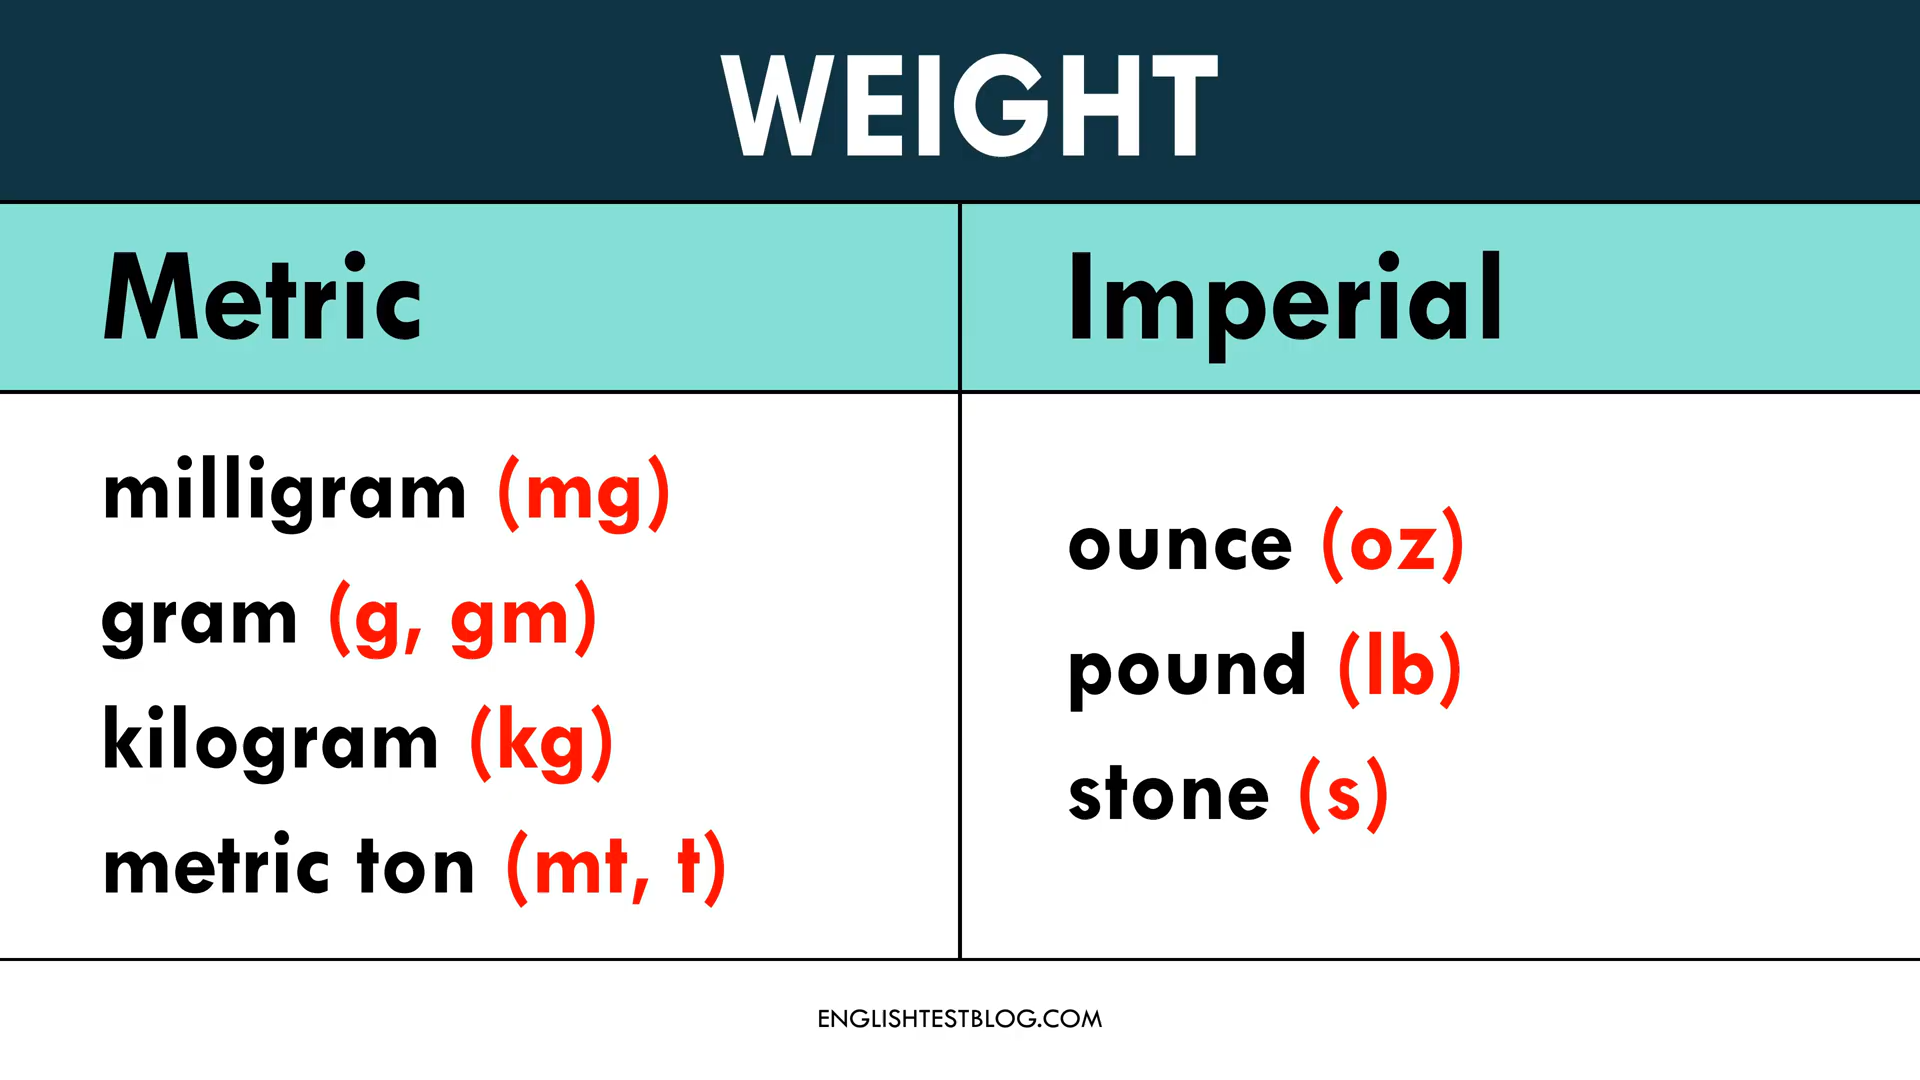 WEIGHT
Metric
Imperial
milligram (mg)
gram (g, gm)
kilogram (kg)
metric ton (mt, t)
ounce (oz)
pound (lb)
stone (s)
ENGLISHTESTBLOG.COM